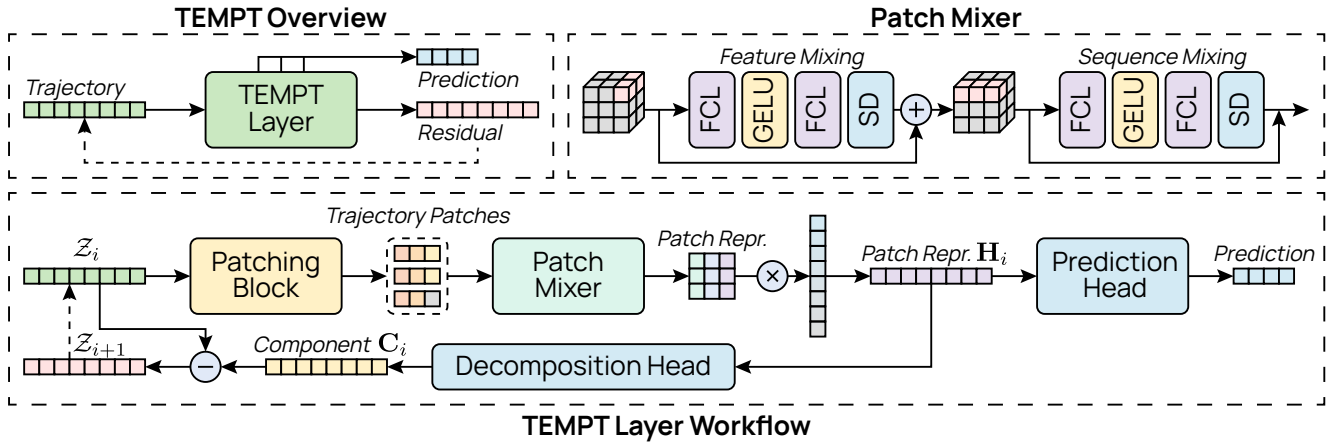 TEMPT Overview
Trajectory
TEMPT
Layer
Prediction
Residual
Patch Mixer
Feature Mixing
FCL
GELU
FCL
SD
+
Sequence Mixing
FCL
GELU
FCL
SD
Trajectory Patches
𝒵ᵢ
Patching
Block
Patch
Mixer
Patch Repr.
×
Patch Repr. 𝐇ᵢ
Prediction
Head
Prediction
𝒵ᵢ₊₁
−
Component 𝐂ᵢ
Decomposition Head
TEMPT Layer Workflow